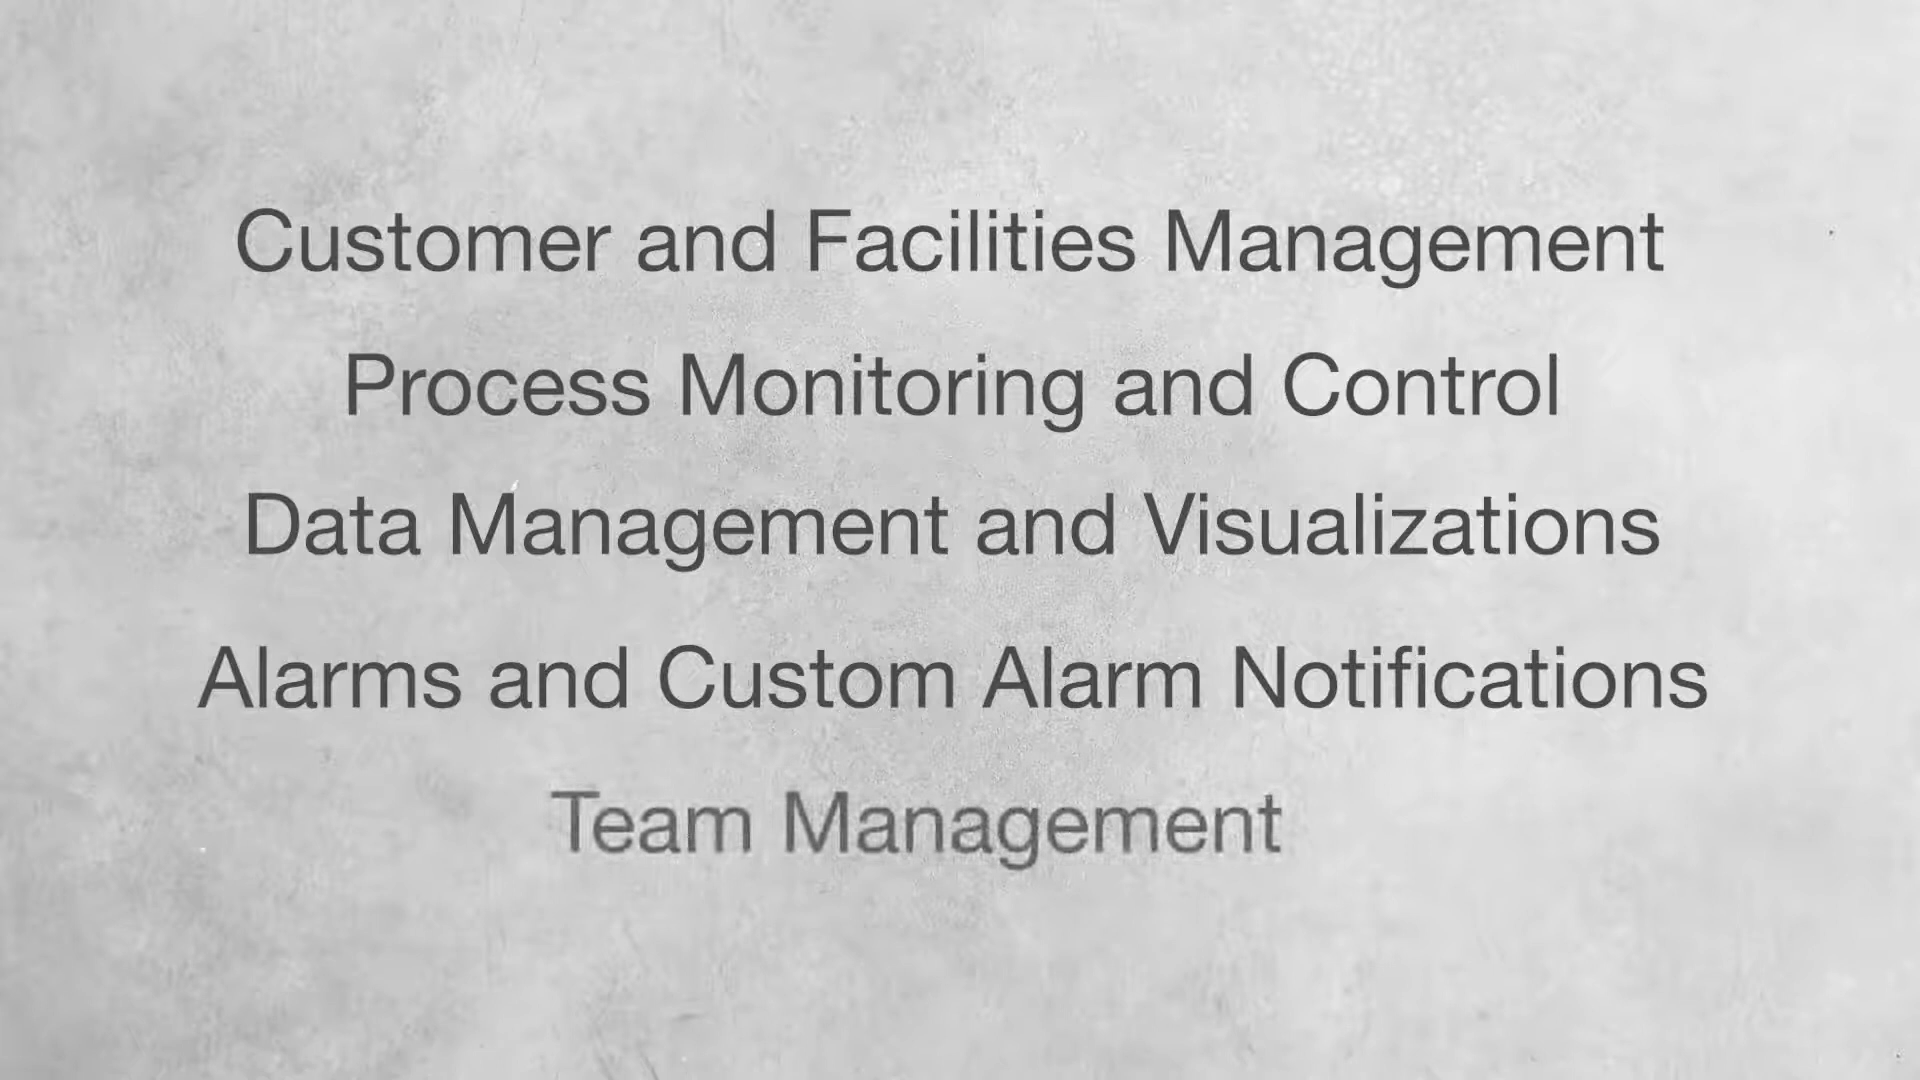 Customer and Facilities Management
Process Monitoring and Control
Data Management and Visualizations
Alarms and Custom Alarm Notifications
Team Management